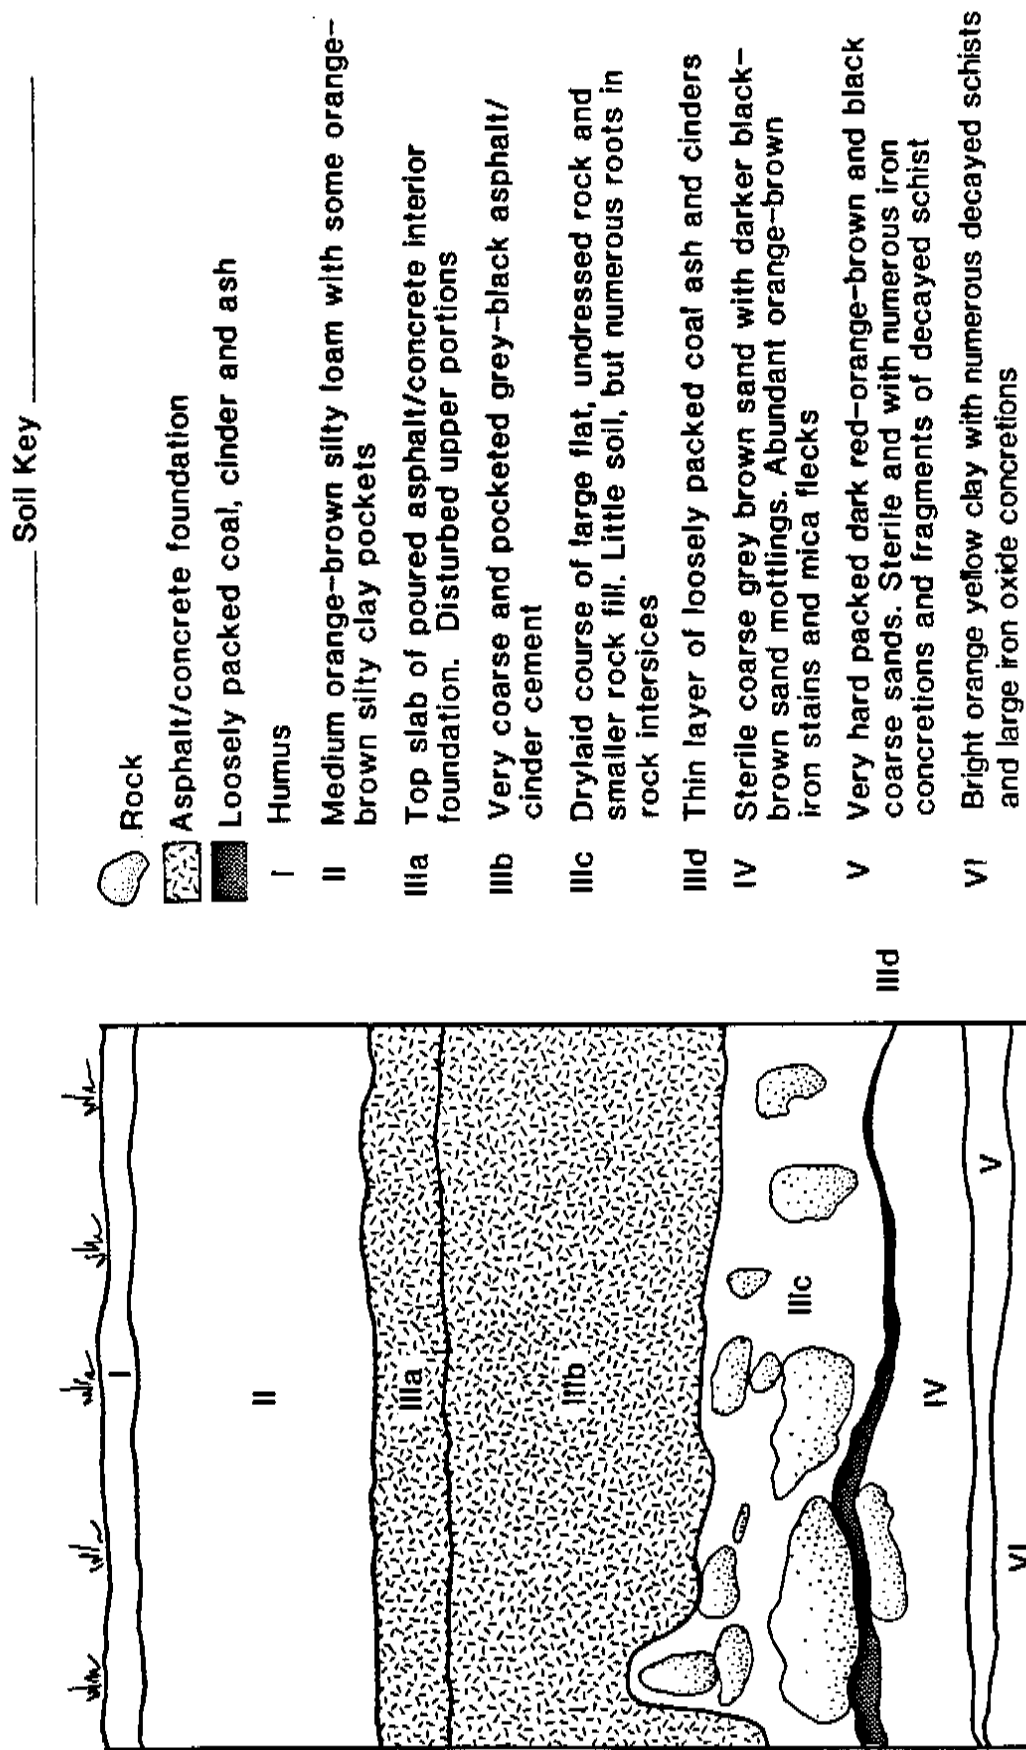 Soil Key
Rock
Asphalt/concrete foundation
Loosely packed coal, cinder and ash
I Humus
II Medium orange-brown silty loam with some orange-
brown silty clay pockets
IIIa Top slab of poured asphalt/concrete interior
foundation. Disturbed upper portions
IIIb Very coarse and pocketed grey-black asphalt/
cinder cement
IIIc Drylaid course of large flat, undressed rock and
smaller rock fill. Little soil, but numerous roots in
rock intersices
IIId Thin layer of loosely packed coal ash and cinders
IV Sterile coarse grey brown sand with darker black-
brown sand mottlings. Abundant orange-brown
iron stains and mica flecks
V Very hard packed dark red-orange-brown and black
coarse sands. Sterile and with numerous iron
concretions and fragments of decayed schist
VI Bright orange yellow clay with numerous decayed schists
and large iron oxide concretions
I
II
IIIa
IIIb
IIIc
IIId
IV
V
VI